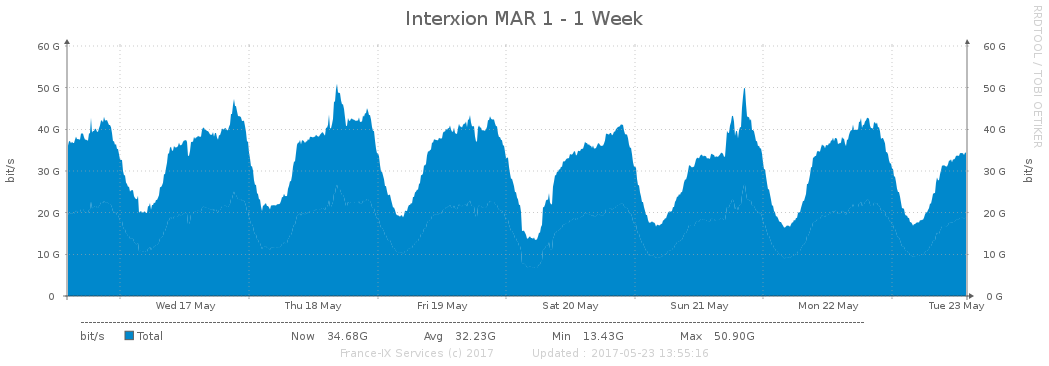 Interxion MAR 1 - 1 Week
RRDTOOL / TOBI OETIKER
60 G 60 G
50 G 50 G
40 G 40 G
30 G 30 G
20 G 20 G
10 G 10 G
0 0 G
bit/s bit/s
Wed 17 May Thu 18 May Fri 19 May Sat 20 May Sun 21 May Mon 22 May Tue 23 May
bit/s Total Now 34.68G Avg 32.23G Min 13.43G Max 50.90G
France-IX Services (c) 2017 Updated : 2017-05-23 13:55:16